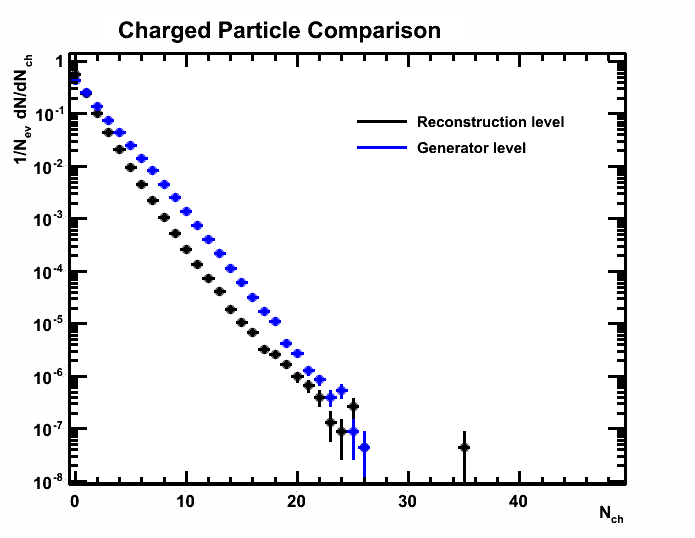 Charged Particle Comparison
1/N_ev dN/dN_ch
1
10^-1
10^-2
10^-3
10^-4
10^-5
10^-6
10^-7
10^-8
Reconstruction level
Generator level
0 10 20 30 40
N_ch